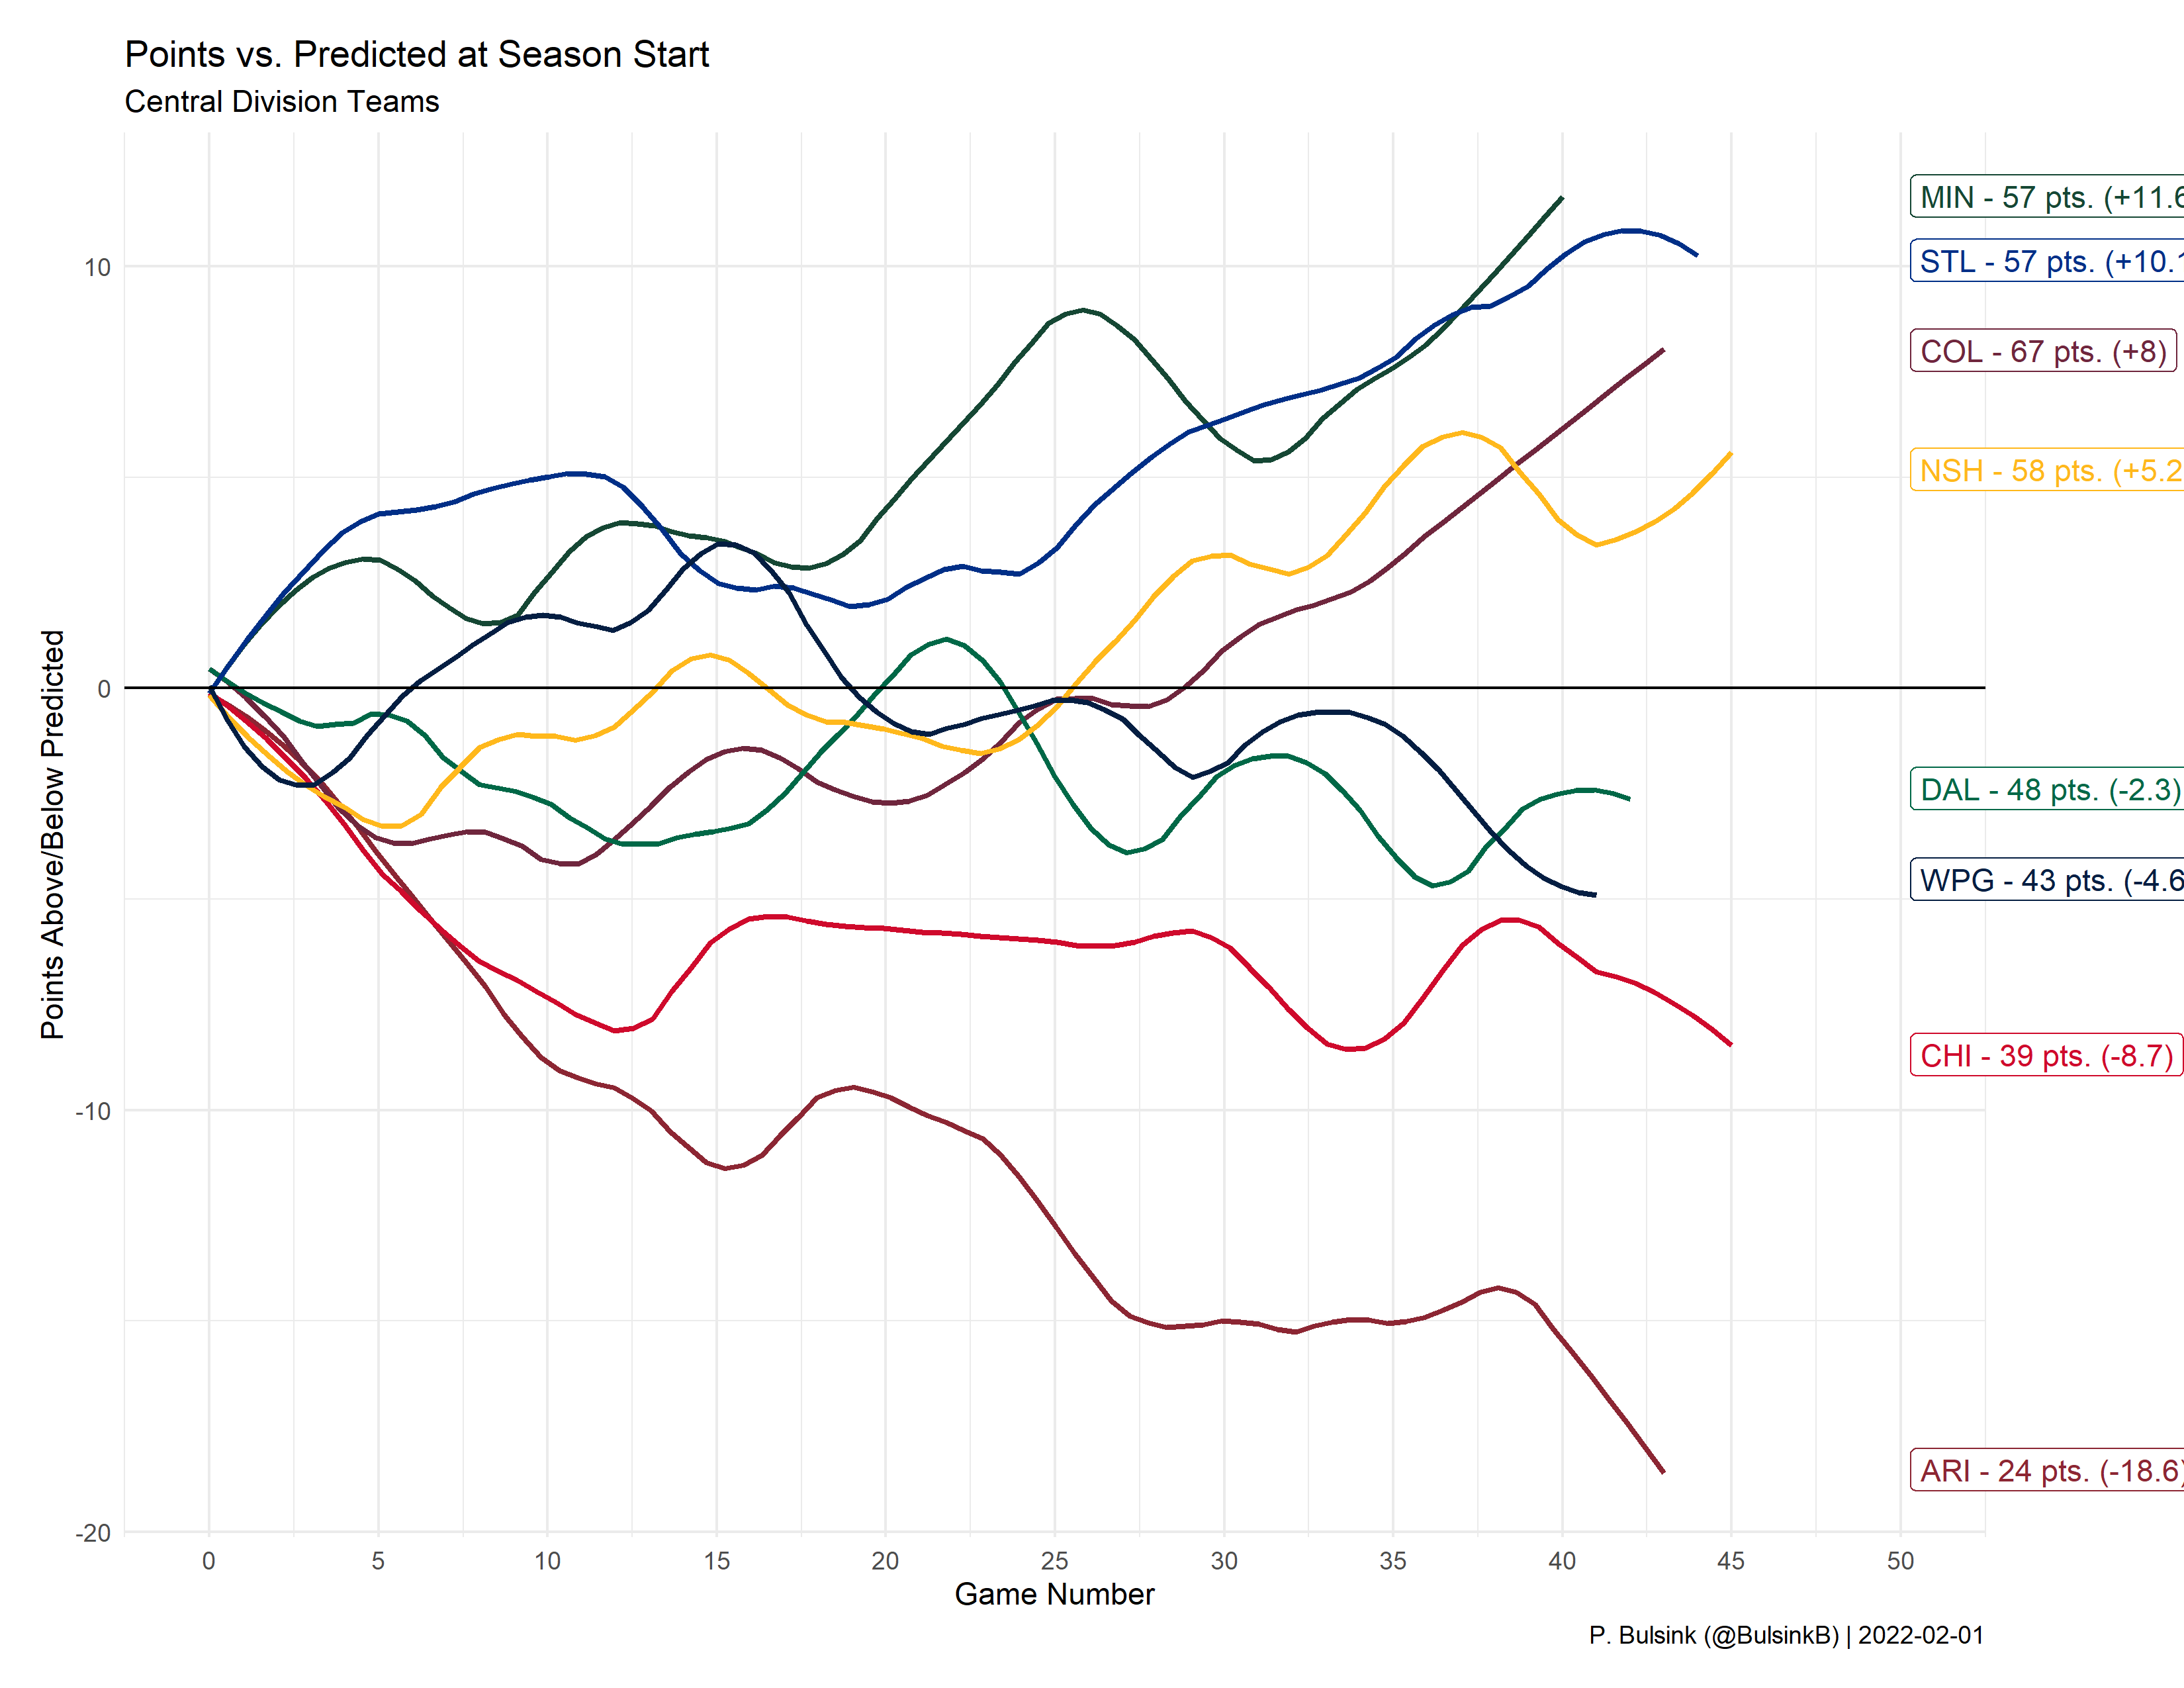 Points vs. Predicted at Season Start
Central Division Teams
Points Above/Below Predicted
10
0
-10
-20
MIN - 57 pts. (+11.6
STL - 57 pts. (+10.1
COL - 67 pts. (+8)
NSH - 58 pts. (+5.2
DAL - 48 pts. (-2.3)
WPG - 43 pts. (-4.6
CHI - 39 pts. (-8.7)
ARI - 24 pts. (-18.6)
0 5 10 15 20 25 30 35 40 45 50
Game Number
P. Bulsink (@BulsinkB) | 2022-02-01